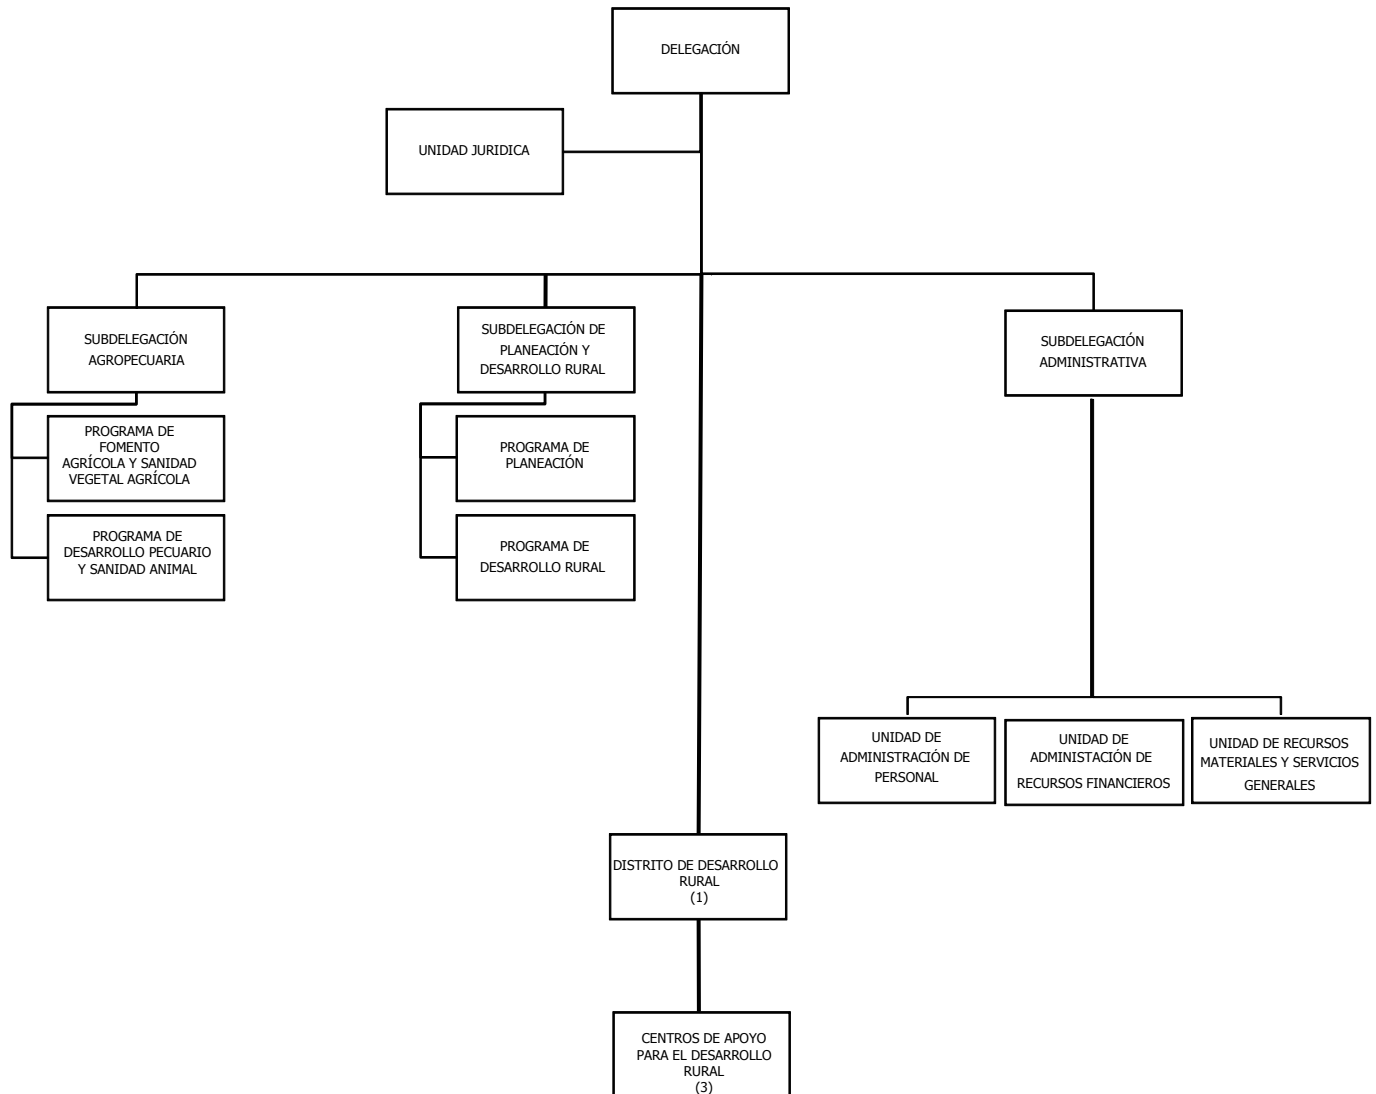 DELEGACIÓN
UNIDAD JURIDICA
SUBDELEGACIÓN
AGROPECUARIA
SUBDELEGACIÓN DE
PLANEACIÓN Y
DESARROLLO RURAL
SUBDELEGACIÓN
ADMINISTRATIVA
PROGRAMA DE
FOMENTO
AGRÍCOLA Y SANIDAD
VEGETAL AGRÍCOLA
PROGRAMA DE
PLANEACIÓN
PROGRAMA DE
DESARROLLO PECUARIO
Y SANIDAD ANIMAL
PROGRAMA DE
DESARROLLO RURAL
UNIDAD DE
ADMINISTRACIÓN DE
PERSONAL
UNIDAD DE
ADMINISTACIÓN DE
RECURSOS FINANCIEROS
UNIDAD DE RECURSOS
MATERIALES Y SERVICIOS
GENERALES
DISTRITO DE DESARROLLO
RURAL
(1)
CENTROS DE APOYO
PARA EL DESARROLLO
RURAL
(3)